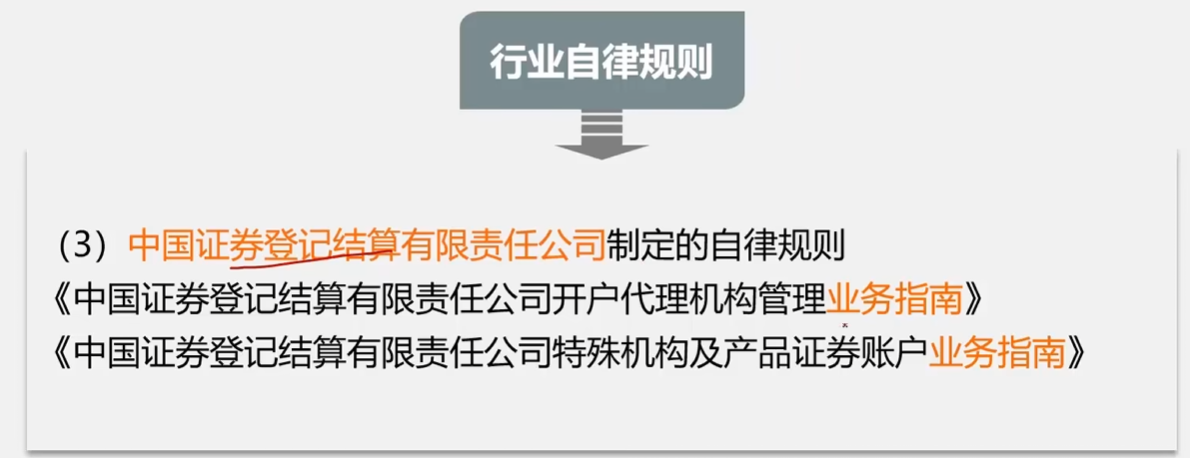 行业自律规则
（3）中国证券登记结算有限责任公司制定的自律规则
《中国证券登记结算有限责任公司开户代理机构管理业务指南》
《中国证券登记结算有限责任公司特殊机构及产品证券账户业务指南》